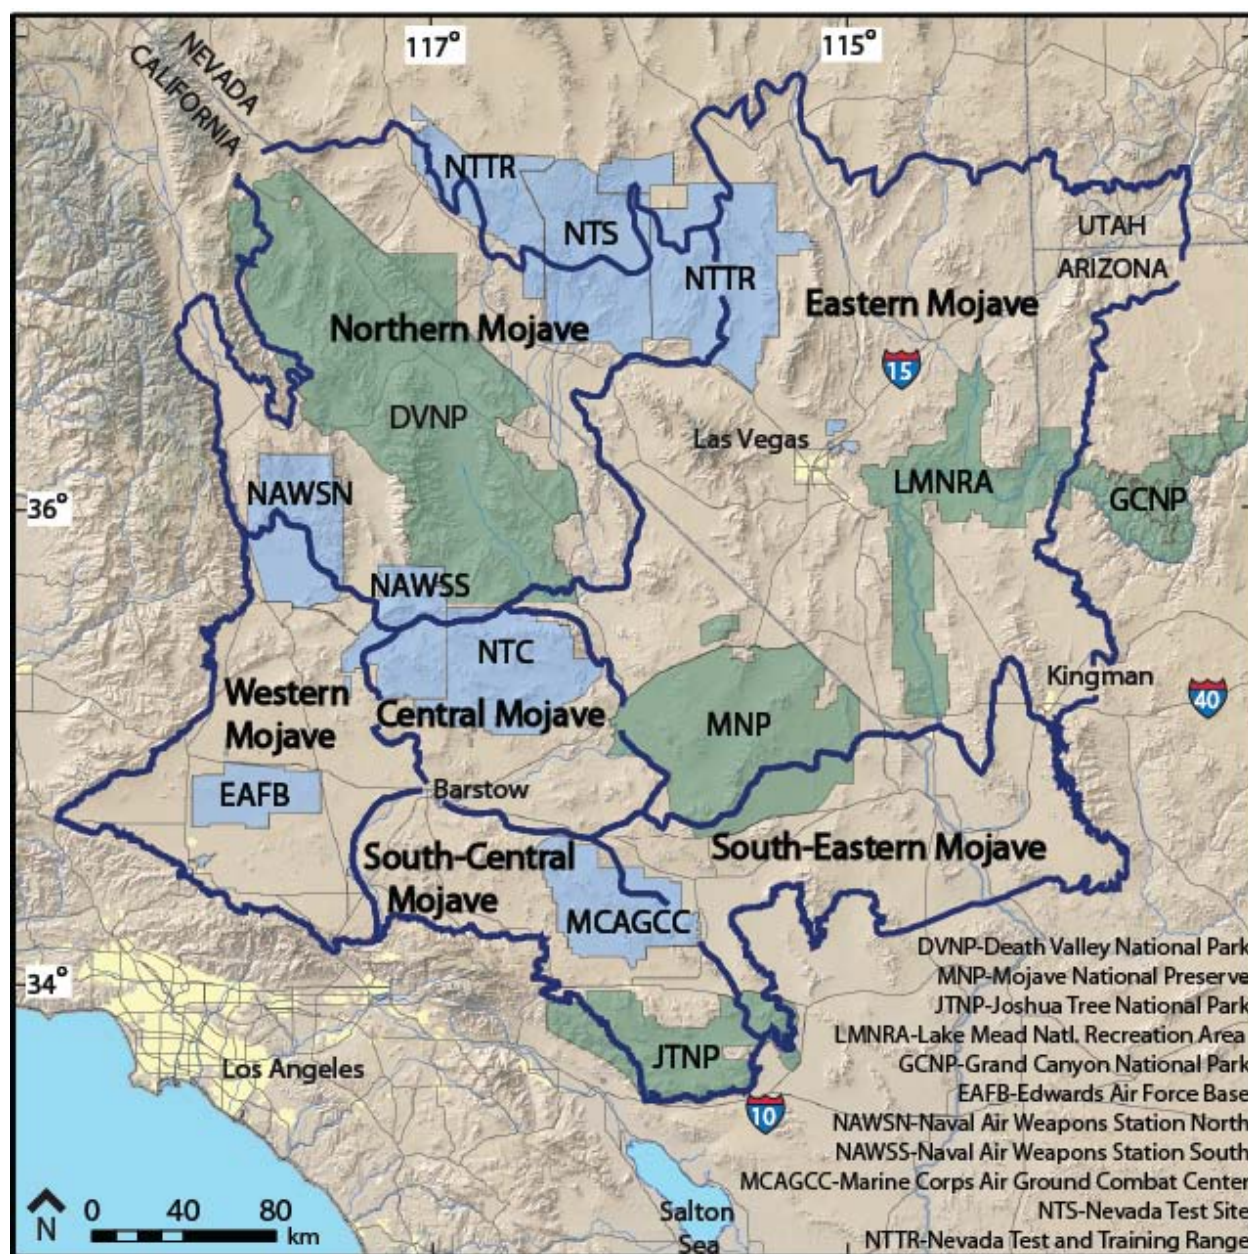 117°
115°
NEVADA
CALIFORNIA
NTTR
NTS
NTTR
UTAH
ARIZONA
Northern Mojave
Eastern Mojave
15
DVNP
Las Vegas
NAWSN
LMNRA
GCNP
36°
NAWSS
NTC
Kingman
Western
Mojave
Central Mojave
MNP
40
EAFB
Barstow
South-Central
Mojave
South-Eastern Mojave
MCAGCC
34°
JTNP
Los Angeles
10
DVNP-Death Valley National Park
MNP-Mojave National Preserve
JTNP-Joshua Tree National Park
LMNRA-Lake Mead Natl. Recreation Area
GCNP-Grand Canyon National Park
EAFB-Edwards Air Force Base
NAWSN-Naval Air Weapons Station North
NAWSS-Naval Air Weapons Station South
MCAGCC-Marine Corps Air Ground Combat Center
NTS-Nevada Test Site
NTTR-Nevada Test and Training Range
Salton
Sea
N
0 40 80
km